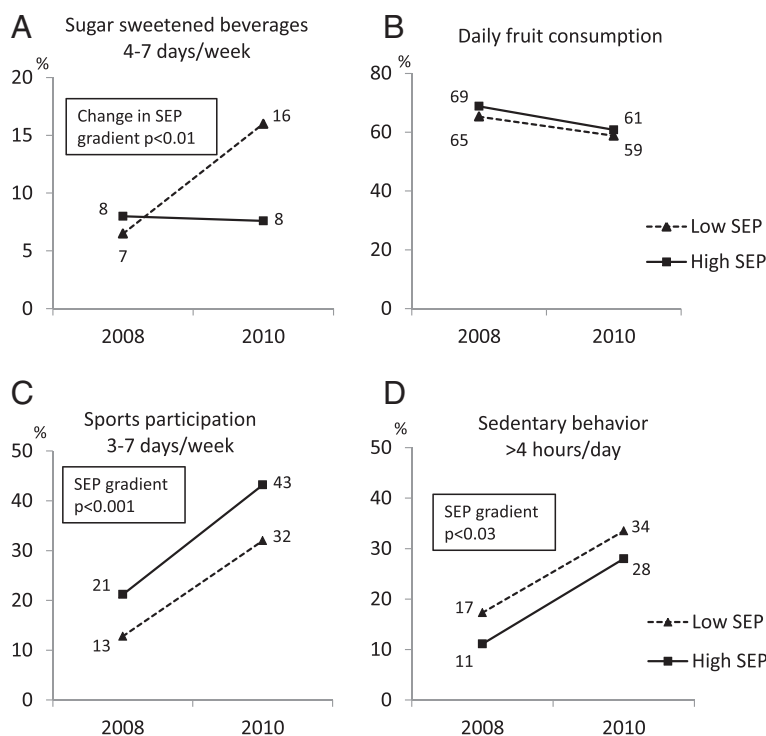 A
Sugar sweetened beverages
4-7 days/week
%
20
15
10
5
0
Change in SEP
gradient p<0.01
16
8
8
7
2008
2010
B
Daily fruit consumption
%
80
60
40
20
0
69
65
61
59
2008
2010
Low SEP
High SEP
C
Sports participation
3-7 days/week
%
50
40
30
20
10
0
SEP gradient
p<0.001
43
32
21
13
2008
2010
D
Sedentary behavior
>4 hours/day
%
50
40
30
20
10
0
SEP gradient
p<0.03
34
28
17
11
2008
2010
Low SEP
High SEP